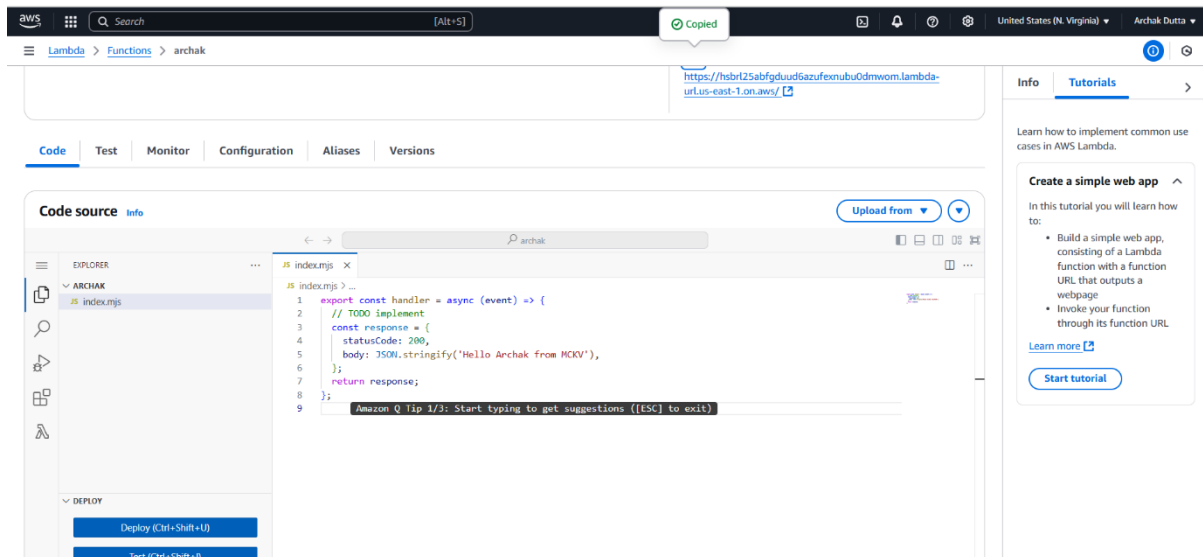 aws
Search
[Alt+S]
Copied
United States (N. Virginia)
Archak Dutta
Lambda > Functions > archak
https://hsbrl25abfgduud6azufexnubu0dmwom.lambda-
url.us-east-1.on.aws/
Info
Tutorials
Code
Test
Monitor
Configuration
Aliases
Versions
Learn how to implement common use
cases in AWS Lambda.
Create a simple web app
In this tutorial you will learn how
to:
• Build a simple web app,
consisting of a Lambda
function with a function
URL that outputs a
webpage
• Invoke your function
through its function URL
Learn more
Start tutorial
Code source Info
Upload from
archak
EXPLORER
ARCHAK
JS index.mjs
JS index.mjs
JS index.mjs > ...
1 export const handler = async (event) => {
2 // TODO implement
3 const response = {
4 statusCode: 200,
5 body: JSON.stringify('Hello Archak from MCKV'),
6 };
7 return response;
8 };
9 Amazon Q Tip 1/3: Start typing to get suggestions ([ESC] to exit)
DEPLOY
Deploy (Ctrl+Shift+U)
Test (Ctrl+Shift+I)